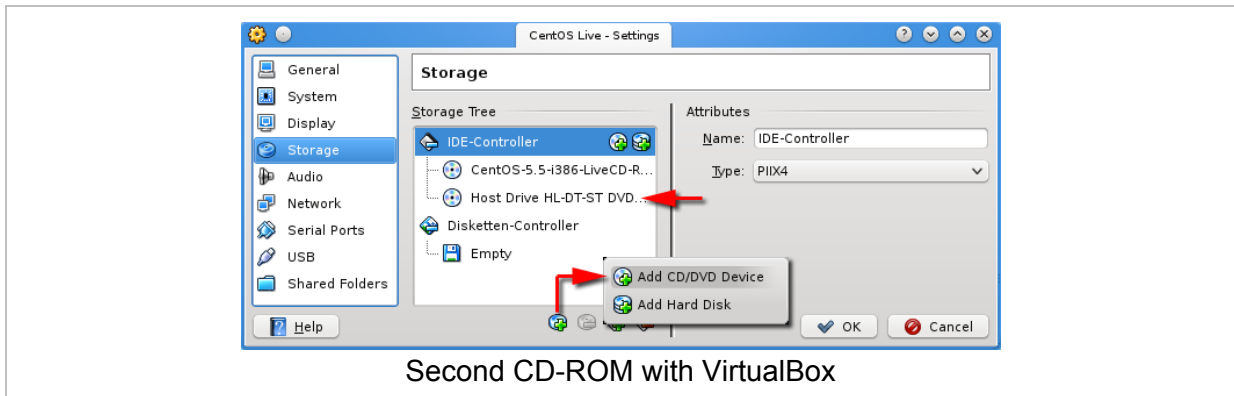 CentOS Live - Settings
General
System
Display
Storage
Audio
Network
Serial Ports
USB
Shared Folders
Help
Storage
Storage Tree
IDE-Controller
CentOS-5.5-i386-LiveCD-R...
Host Drive HL-DT-ST DVD...
Disketten-Controller
Empty
Add CD/DVD Device
Add Hard Disk
Attributes
Name: IDE-Controller
Type: PIIX4
OK
Cancel
Second CD-ROM with VirtualBox